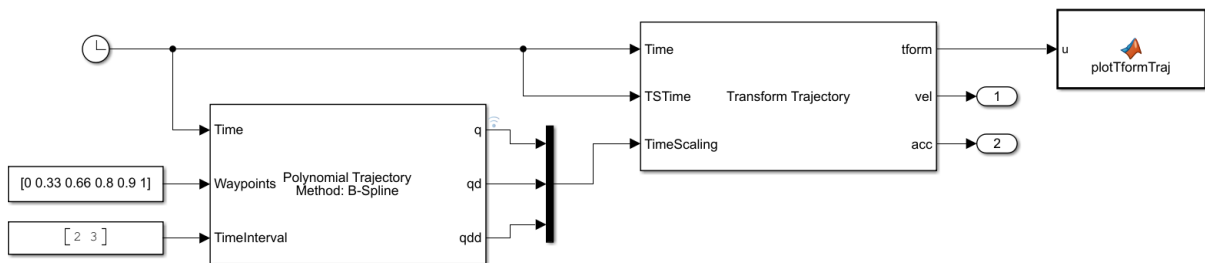 Time
TSTime
TimeScaling
Transform Trajectory
tform
vel
acc
u
plotTformTraj
1
2
Time
Waypoints
TimeInterval
Polynomial Trajectory
Method: B-Spline
q
qd
qdd
[0 0.33 0.66 0.8 0.9 1]
[2 3]